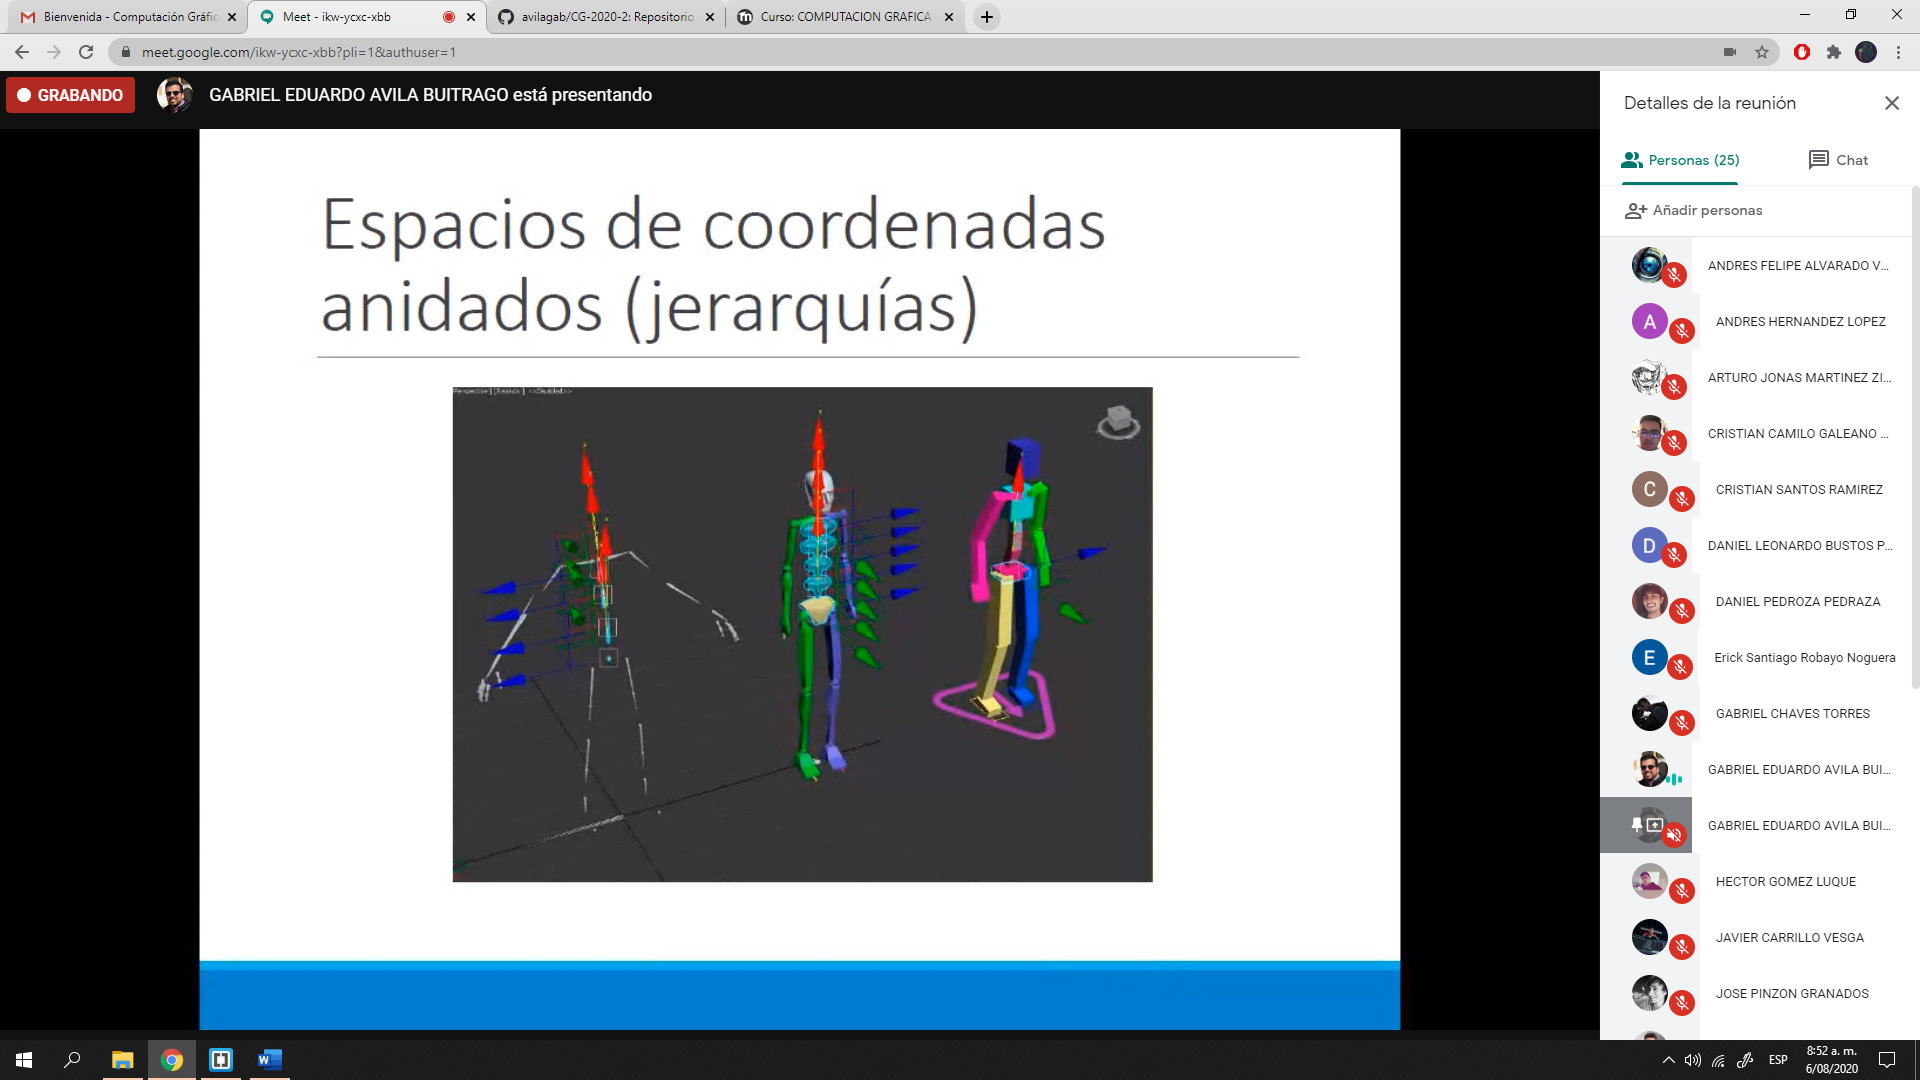 Bienvenida - Computación Gráfic
Meet - ikw-ycxc-xbb
avilagab/CG-2020-2: Repositorio
Curso: COMPUTACION GRAFICA
meet.google.com/ikw-ycxc-xbb?pli=1&authuser=1
GRABANDO
GABRIEL EDUARDO AVILA BUITRAGO está presentando
Espacios de coordenadas
anidados (jerarquías)
Detalles de la reunión
Personas (25)
Chat
Añadir personas
ANDRES FELIPE ALVARADO V...
A
ANDRES HERNANDEZ LOPEZ
ARTURO JONAS MARTINEZ ZI...
CRISTIAN CAMILO GALEANO ...
C
CRISTIAN SANTOS RAMIREZ
D
DANIEL LEONARDO BUSTOS P...
DANIEL PEDROZA PEDRAZA
E
Erick Santiago Robayo Noguera
GABRIEL CHAVES TORRES
GABRIEL EDUARDO AVILA BUI...
GABRIEL EDUARDO AVILA BUI...
HECTOR GOMEZ LUQUE
JAVIER CARRILLO VESGA
JOSE PINZON GRANADOS
ESP
8:52 a. m.
6/08/2020